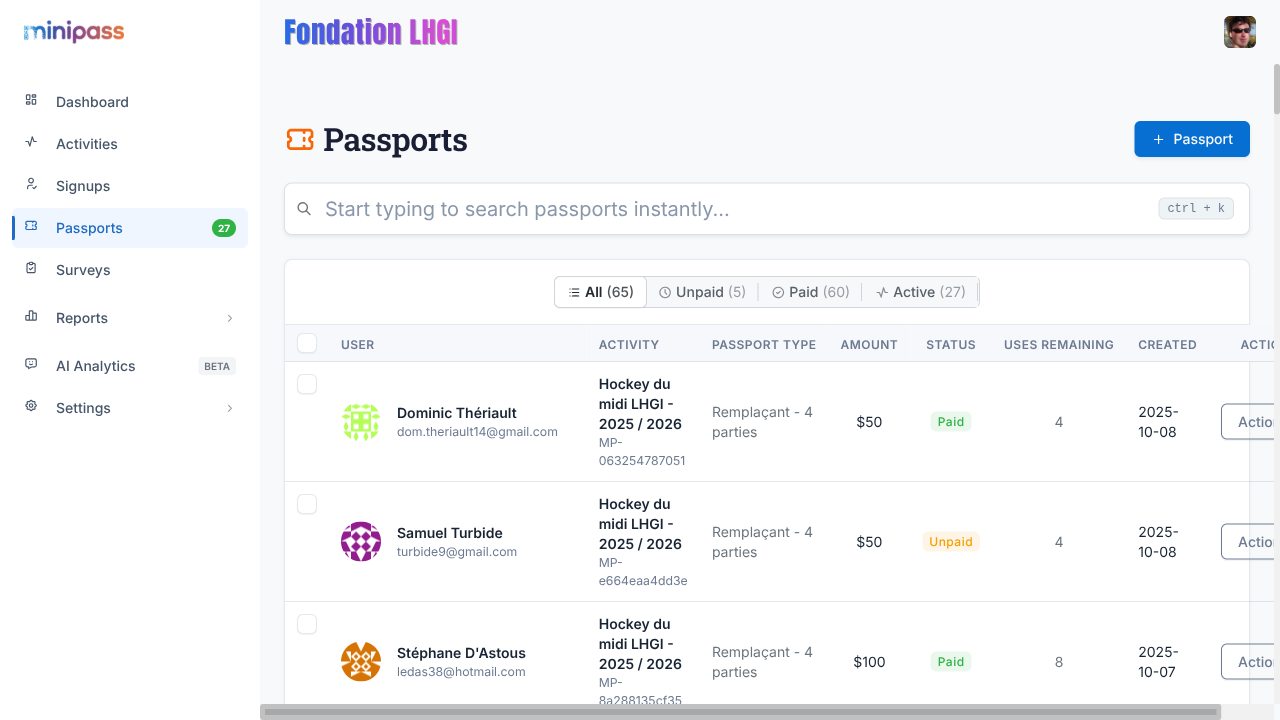 minipass
Fondation LHGI
Dashboard
Activities
Signups
Passports 27
Surveys
Reports
AI Analytics BETA
Settings
Passports
+ Passport
Start typing to search passports instantly...
ctrl + k
All (65) Unpaid (5) Paid (60) Active (27)
USER ACTIVITY PASSPORT TYPE AMOUNT STATUS USES REMAINING CREATED
Dominic Thériault
dom.theriault14@gmail.com
Hockey du
midi LHGI -
2025 / 2026
MP-
063254787051
Remplaçant - 4
parties
$50
Paid
4
2025-
10-08
Samuel Turbide
turbide9@gmail.com
Hockey du
midi LHGI -
2025 / 2026
MP-
e664eaa4dd3e
Remplaçant - 4
parties
$50
Unpaid
4
2025-
10-08
Stéphane D'Astous
ledas38@hotmail.com
Hockey du
midi LHGI -
2025 / 2026
MP-
8a288135cf35
Remplaçant - 4
parties
$100
Paid
8
2025-
10-07